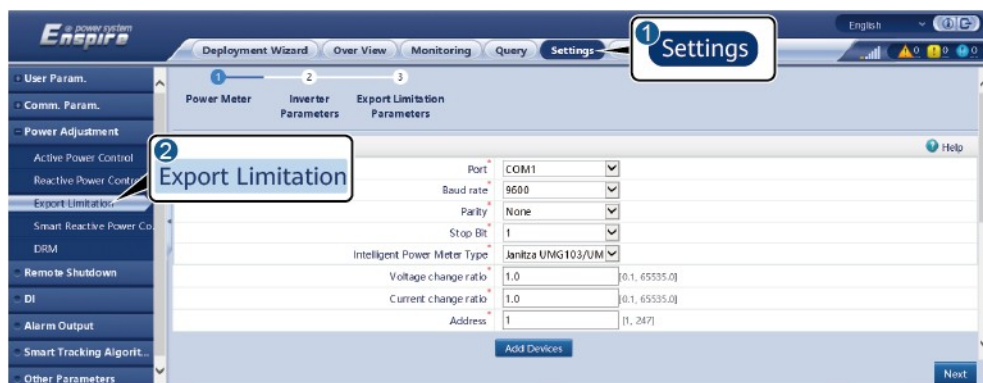 power system
Enspire
English
Deployment Wizard Over View Monitoring Query Settings
1 Settings
0 0 0
User Param.
Comm. Param.
Power Adjustment
Active Power Control
Reactive Power Contr
Export Limitation
Smart Reactive Power Co.
DRM
Remote Shutdown
DI
Alarm Output
Smart Tracking Algorit...
Other Parameters
2 Export Limitation
1 2 3
Power Meter Inverter Parameters Export Limitation Parameters
Help
Port* COM1
Baud rate* 9600
Parity* None
Stop Bit* 1
Intelligent Power Meter Type* Janitza UMG103/UM
Voltage change ratio* 1.0 [0.1, 65535.0]
Current change ratio* 1.0 [0.1, 65535.0]
Address* 1 [1, 247]
Add Devices
Next